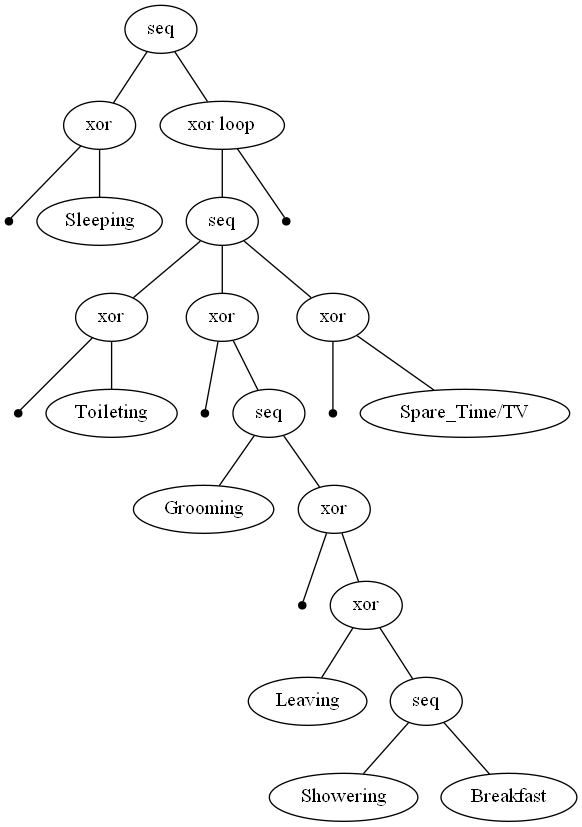 seq
xor
xor loop
Sleeping
seq
xor
xor
xor
Toileting
seq
Spare_Time/TV
Grooming
xor
xor
Leaving
seq
Showering
Breakfast